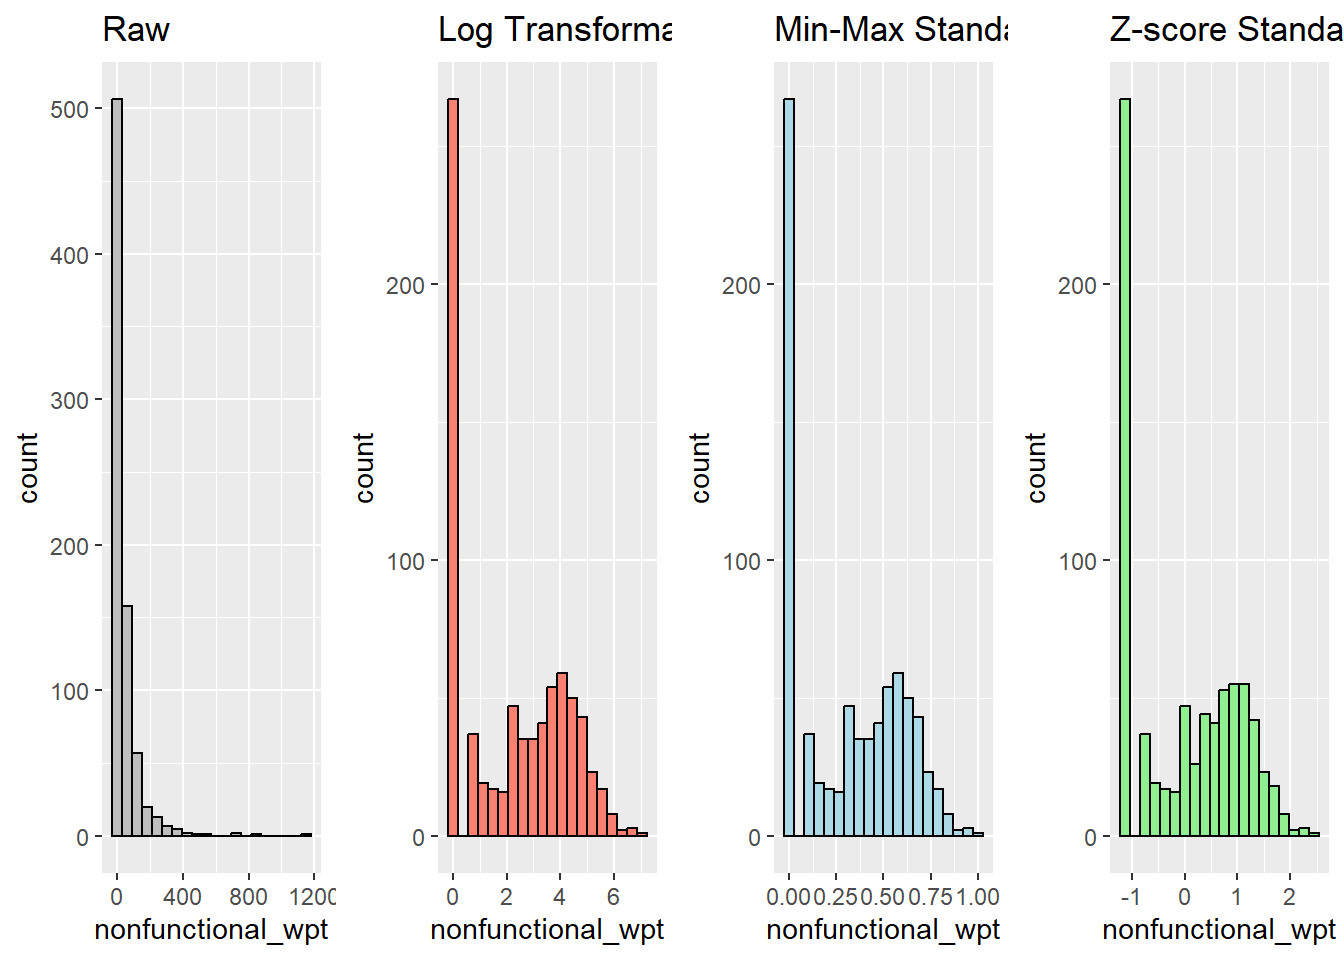 Raw
500
400
300
200
100
0
count
0 400 800 1200
nonfunctional_wpt
Log Transforma
200
100
0
count
0 2 4 6
nonfunctional_wpt
Min-Max Standa
200
100
0
count
0.00 0.25 0.50 0.75 1.00
nonfunctional_wpt
Z-score Standa
200
100
0
count
-1 0 1 2
nonfunctional_wpt